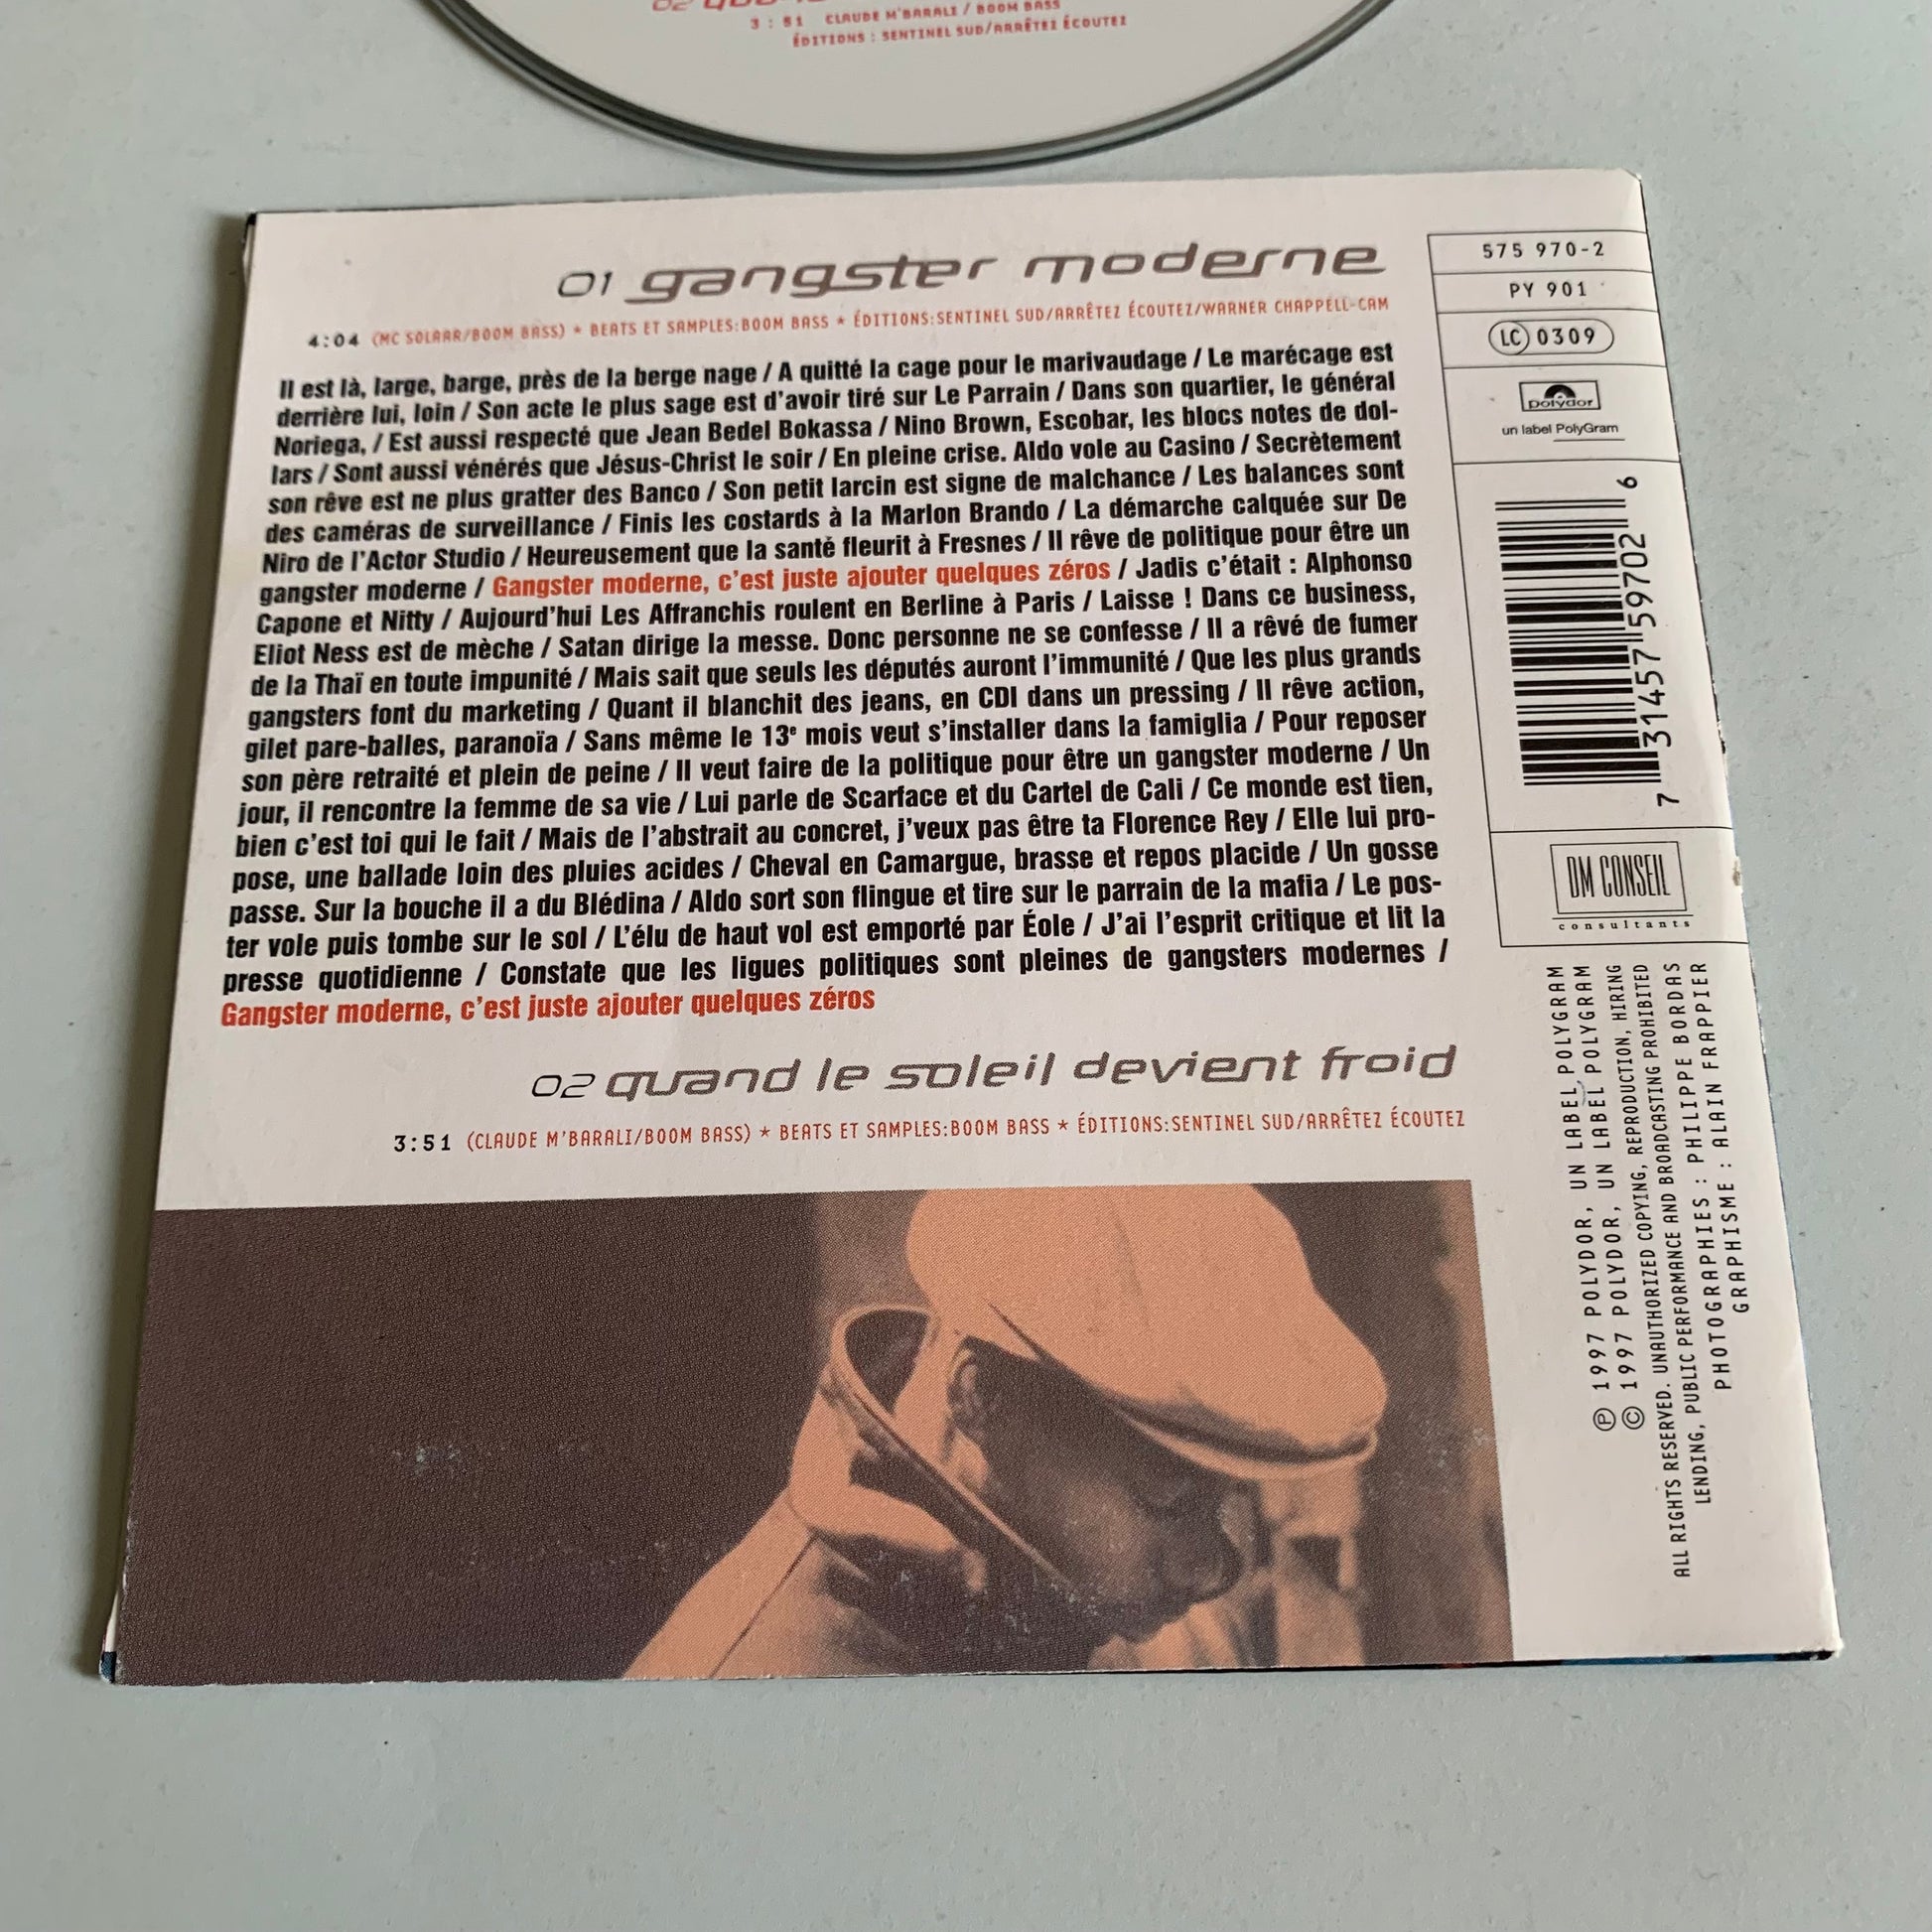 3 : 51 CLAUDE M'BARALI / BOOM BASS
ÉDITIONS : SENTINEL SUD/ARRÊTEZ ÉCOUTEZ
01 gangster moderne
4:04 (MC SOLAAR/BOOM BASS) * BEATS ET SAMPLES:BOOM BASS * ÉDITIONS:SENTINEL SUD/ARRÊTEZ ÉCOUTEZ/WARNER CHAPPELL-CAM
Il est là, large, barge, près de la berge nage / A quitté la cage pour le marivaudage / Le marécage est
derrière lui, loin / Son acte le plus sage est d'avoir tiré sur Le Parrain / Dans son quartier, le général
Noriega, / Est aussi respecté que Jean Bedel Bokassa / Nino Brown, Escobar, les blocs notes de dol-
lars / Sont aussi vénérés que Jésus-Christ le soir / En pleine crise. Aldo vole au Casino / Secrètement
son rêve est ne plus gratter des Banco / Son petit larcin est signe de malchance / Les balances sont
des caméras de surveillance / Finis les costards à la Marlon Brando / La démarche calquée sur De
Niro de l'Actor Studio / Heureusement que la santé fleurit à Fresnes / Il rêve de politique pour être un
gangster moderne / Gangster moderne, c'est juste ajouter quelques zéros / Jadis c'était : Alphonso
Capone et Nitty / Aujourd'hui Les Affranchis roulent en Berline à Paris / Laisse ! Dans ce business,
Eliot Ness est de mèche / Satan dirige la messe. Donc personne ne se confesse / Il a rêvé de fumer
de la Thaï en toute impunité / Mais sait que seuls les députés auront l'immunité / Que les plus grands
gangsters font du marketing / Quant il blanchit des jeans, en CDI dans un pressing / Il rêve action,
gilet pare-balles, paranoïa / Sans même le 13e mois veut s'installer dans la famiglia / Pour reposer
son père retraité et plein de peine / Il veut faire de la politique pour être un gangster moderne / Un
jour, il rencontre la femme de sa vie / Lui parle de Scarface et du Cartel de Cali / Ce monde est tien,
bien c'est toi qui le fait / Mais de l'abstrait au concret, j'veux pas être ta Florence Rey / Elle lui pro-
pose, une ballade loin des pluies acides / Cheval en Camargue, brasse et repos placide / Un gosse
passe. Sur la bouche il a du Blédina / Aldo sort son flingue et tire sur le parrain de la mafia / Le pos-
ter vole puis tombe sur le sol / L'élu de haut vol est emporté par Éole / J'ai l'esprit critique et lit la
presse quotidienne / Constate que les ligues politiques sont pleines de gangsters modernes /
Gangster moderne, c'est juste ajouter quelques zéros
02 quand le soleil devient froid
3:51 (CLAUDE M'BARALI/BOOM BASS) * BEATS ET SAMPLES:BOOM BASS * ÉDITIONS:SENTINEL SUD/ARRÊTEZ ÉCOUTEZ
575 970-2
PY 901
LC 0309
polydor
un label PolyGram
7 31457 59702 6
DM CONSEIL
consultants
℗ 1997 POLYDOR, UN LABEL POLYGRAM
© 1997 POLYDOR, UN LABEL POLYGRAM
ALL RIGHTS RESERVED. UNAUTHORIZED COPYING, REPRODUCTION, HIRING
LENDING, PUBLIC PERFORMANCE AND BROADCASTING PROHIBITED
PHOTOGRAPHIES : PHILIPPE BORDAS
GRAPHISME : ALAIN FRAPPIER